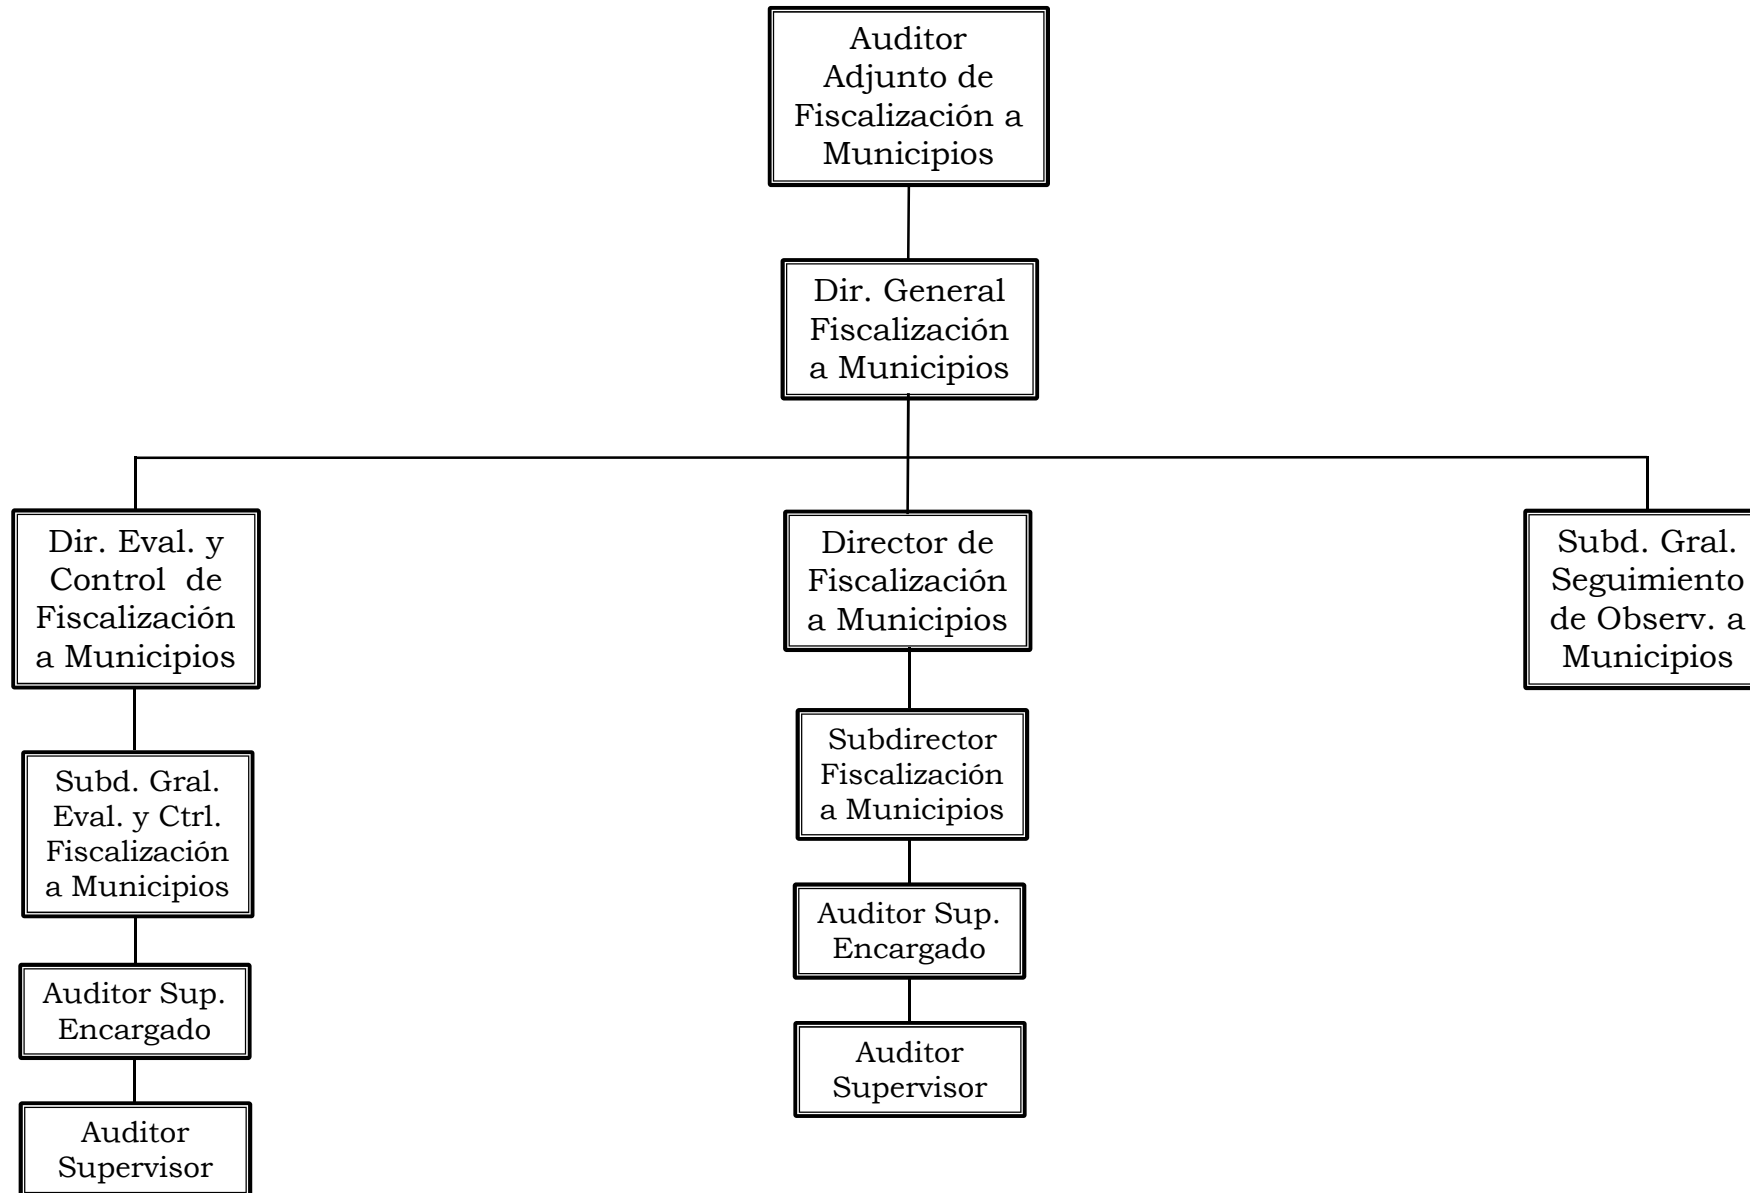 Auditor
Adjunto de
Fiscalización a
Municipios
Dir. General
Fiscalización
a Municipios
Dir. Eval. y
Control  de
Fiscalización
a Municipios
Director de
Fiscalización
a Municipios
Subd. Gral.
Seguimiento
de Observ. a
Municipios
Subd. Gral.
Eval. y Ctrl.
Fiscalización
a Municipios
Subdirector
Fiscalización
a Municipios
Auditor Sup.
Encargado
Auditor Sup.
Encargado
Auditor
Supervisor
Auditor
Supervisor